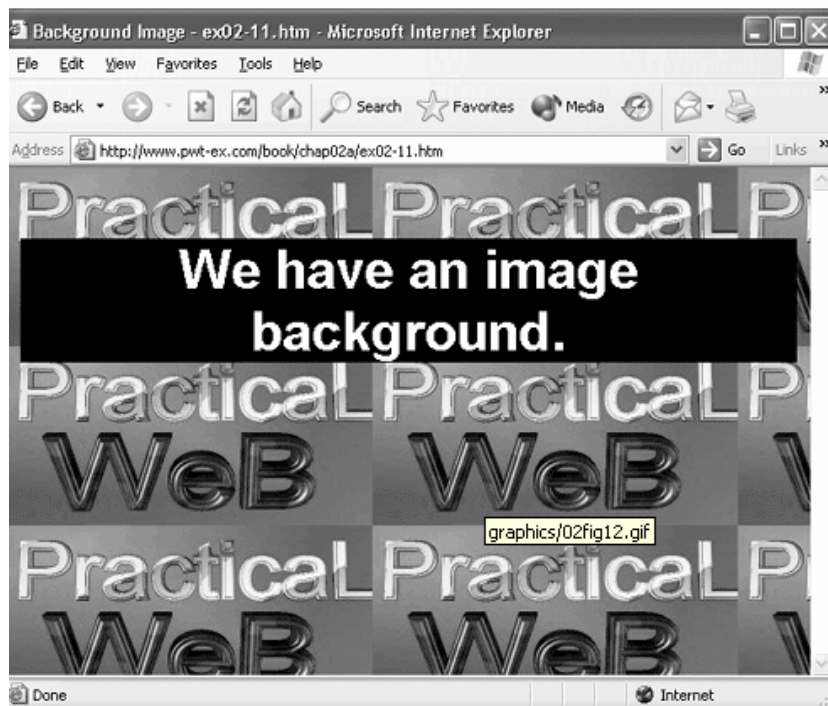 Background Image - ex02-11.htm - Microsoft Internet Explorer
File Edit View Favorites Tools Help
Back Search Favorites Media
Address http://www.pwt-ex.com/book/chap02a/ex02-11.htm Go Links
PracticaL PracticaL P
We have an image
background.
PracticaL PracticaL P
WeB WeB
graphics/02fig12.gif
PracticaL PracticaL P
WeB WeB
Done Internet